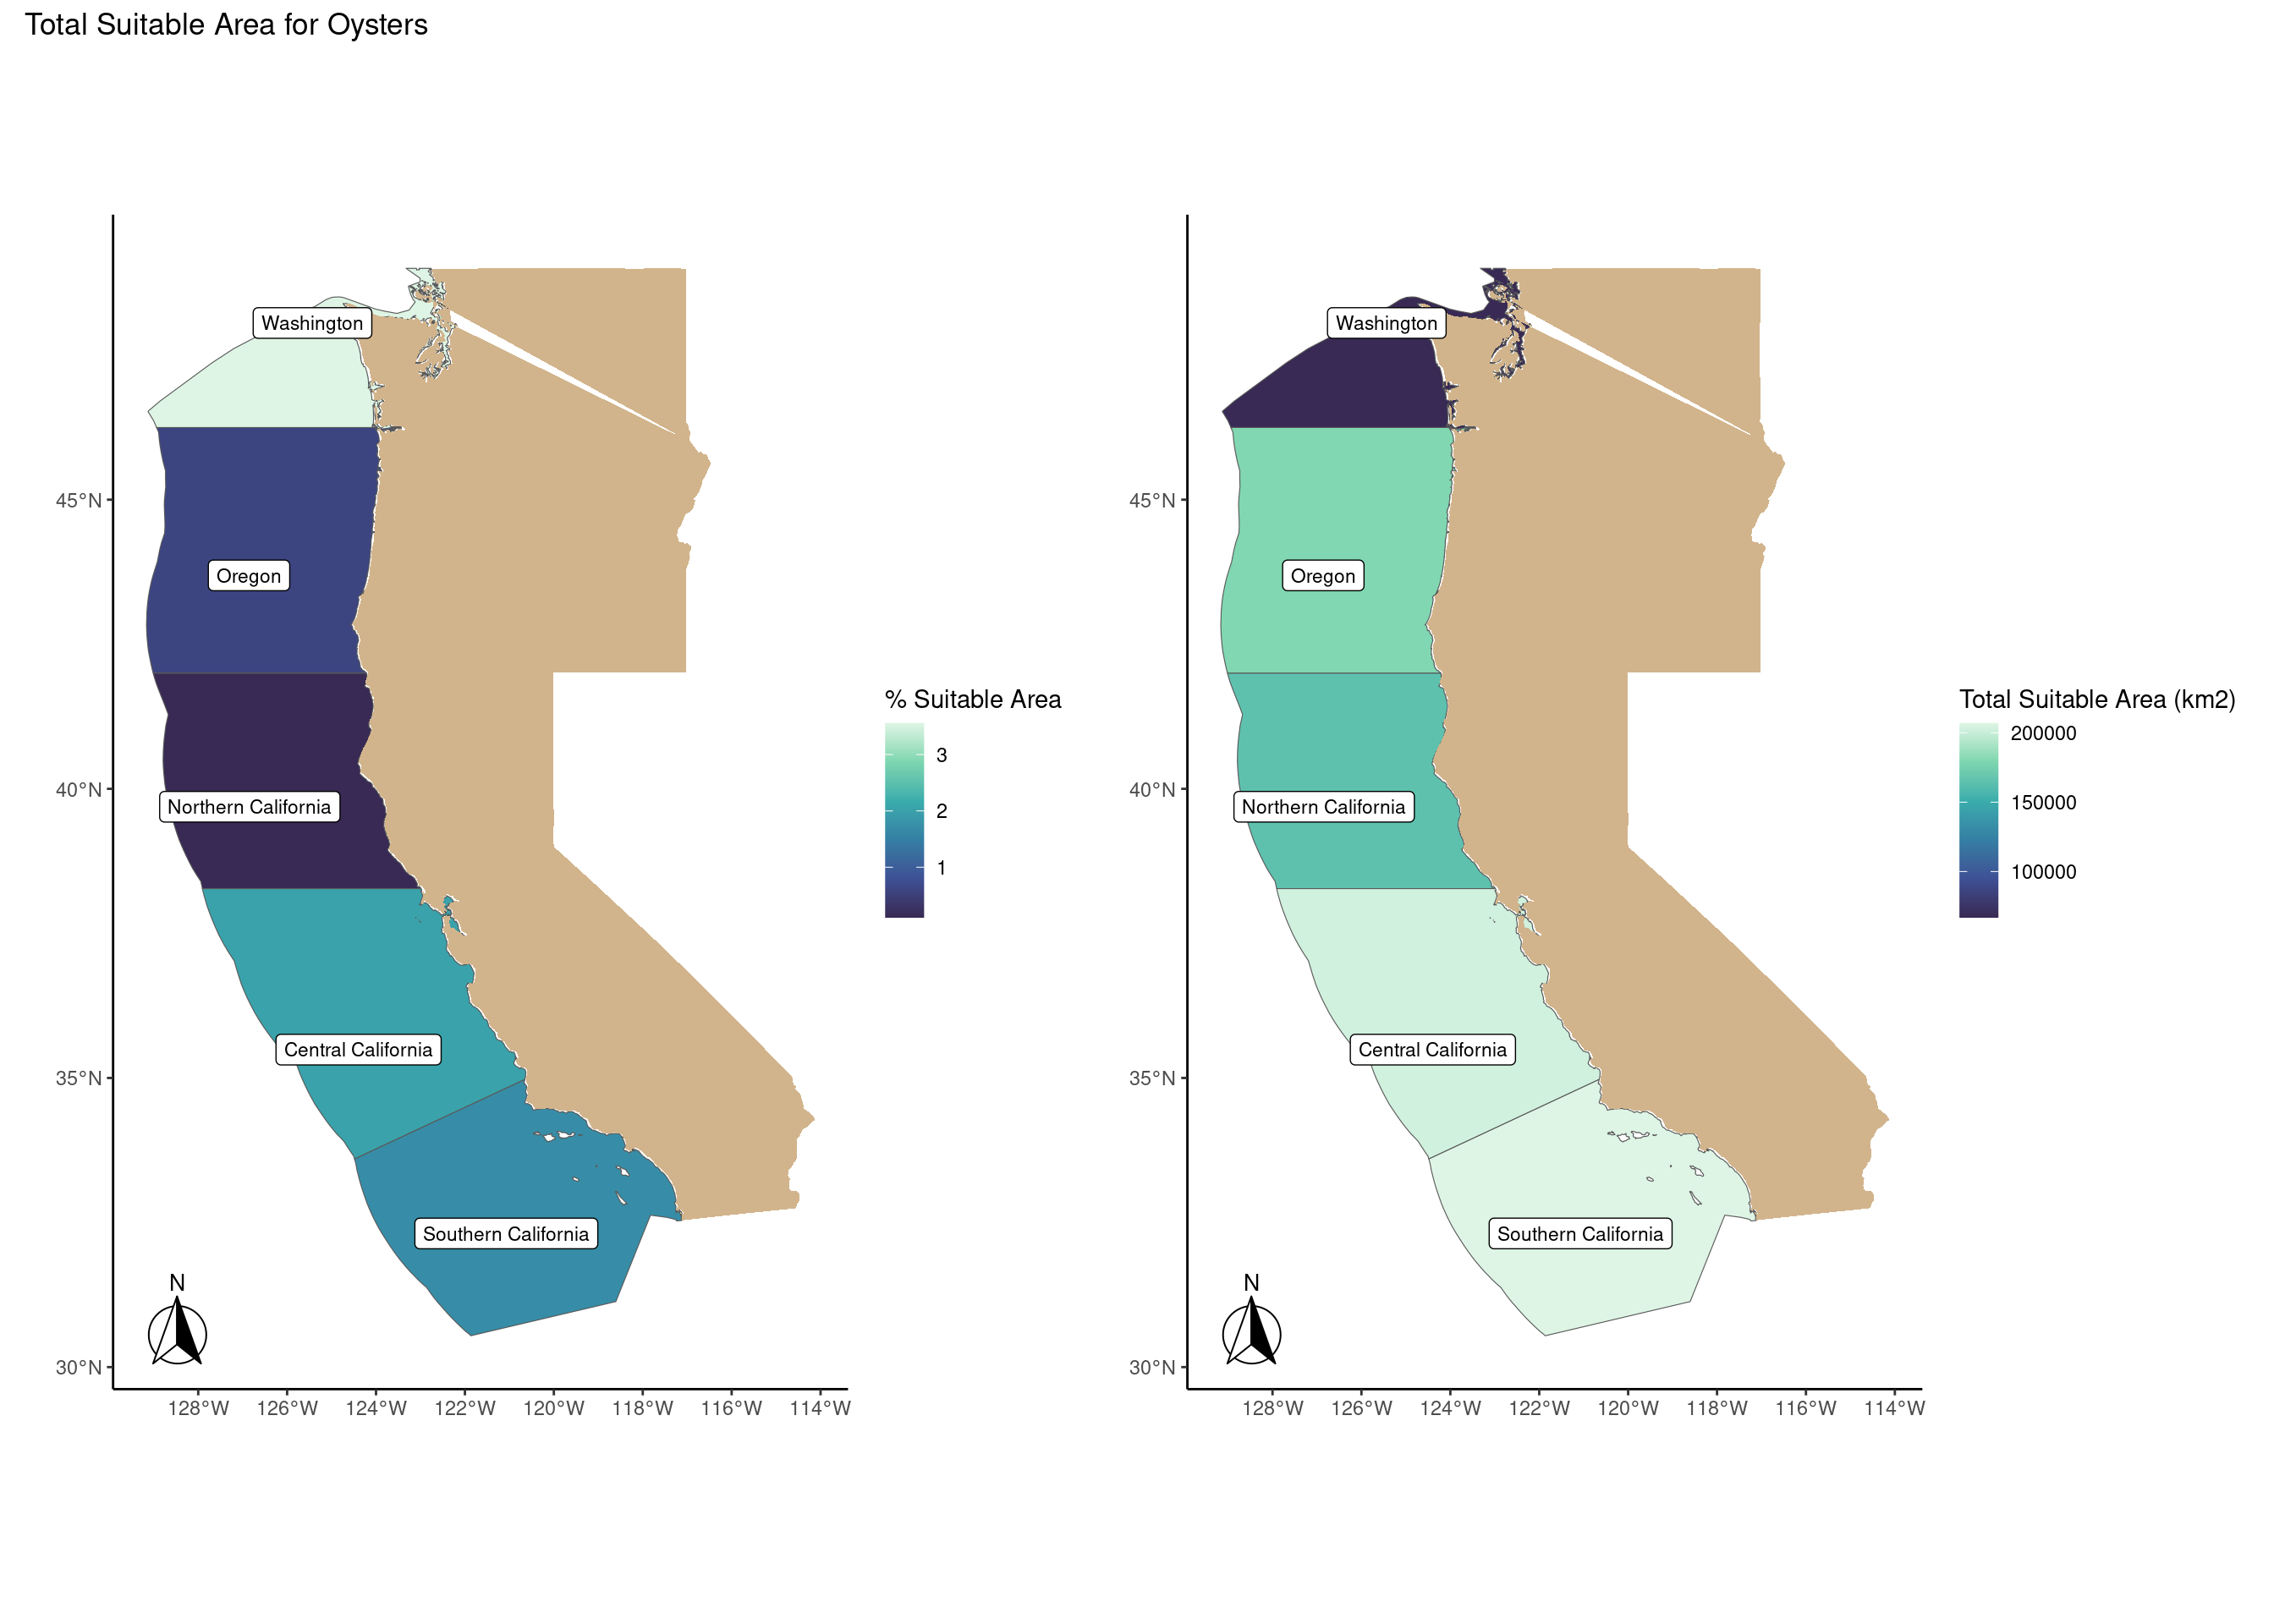 Total Suitable Area for Oysters
Washington
Oregon
Northern California
Central California
Southern California
N
45°N
40°N
35°N
30°N
128°W 126°W 124°W 122°W 120°W 118°W 116°W 114°W
% Suitable Area
3
2
1
Washington
Oregon
Northern California
Central California
Southern California
N
45°N
40°N
35°N
30°N
128°W 126°W 124°W 122°W 120°W 118°W 116°W 114°W
Total Suitable Area (km2)
200000
150000
100000